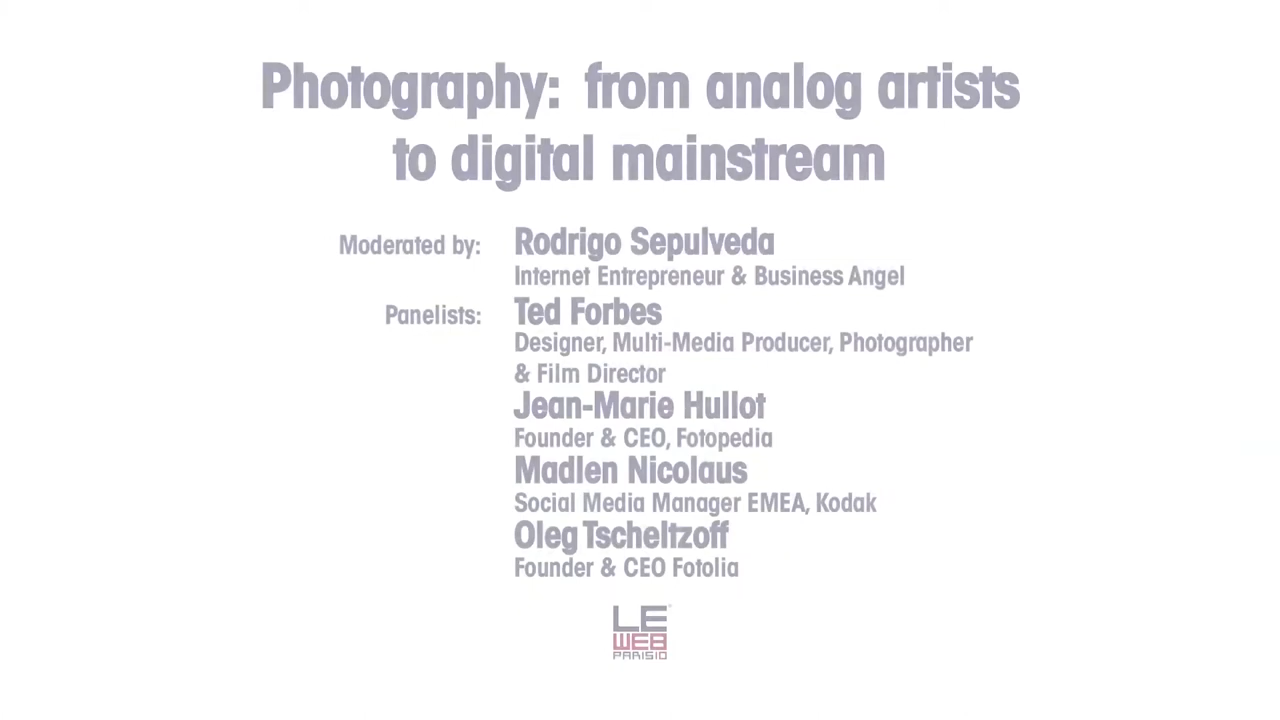 Photography: from analog artists
to digital mainstream
Moderated by: Rodrigo Sepulveda
Internet Entrepreneur & Business Angel
Panelists: Ted Forbes
Designer, Multi-Media Producer, Photographer
& Film Director
Jean-Marie Hullot
Founder & CEO, Fotopedia
Madlen Nicolaus
Social Media Manager EMEA, Kodak
Oleg Tscheltzoff
Founder & CEO Fotolia
LE
WEB
PARIS10